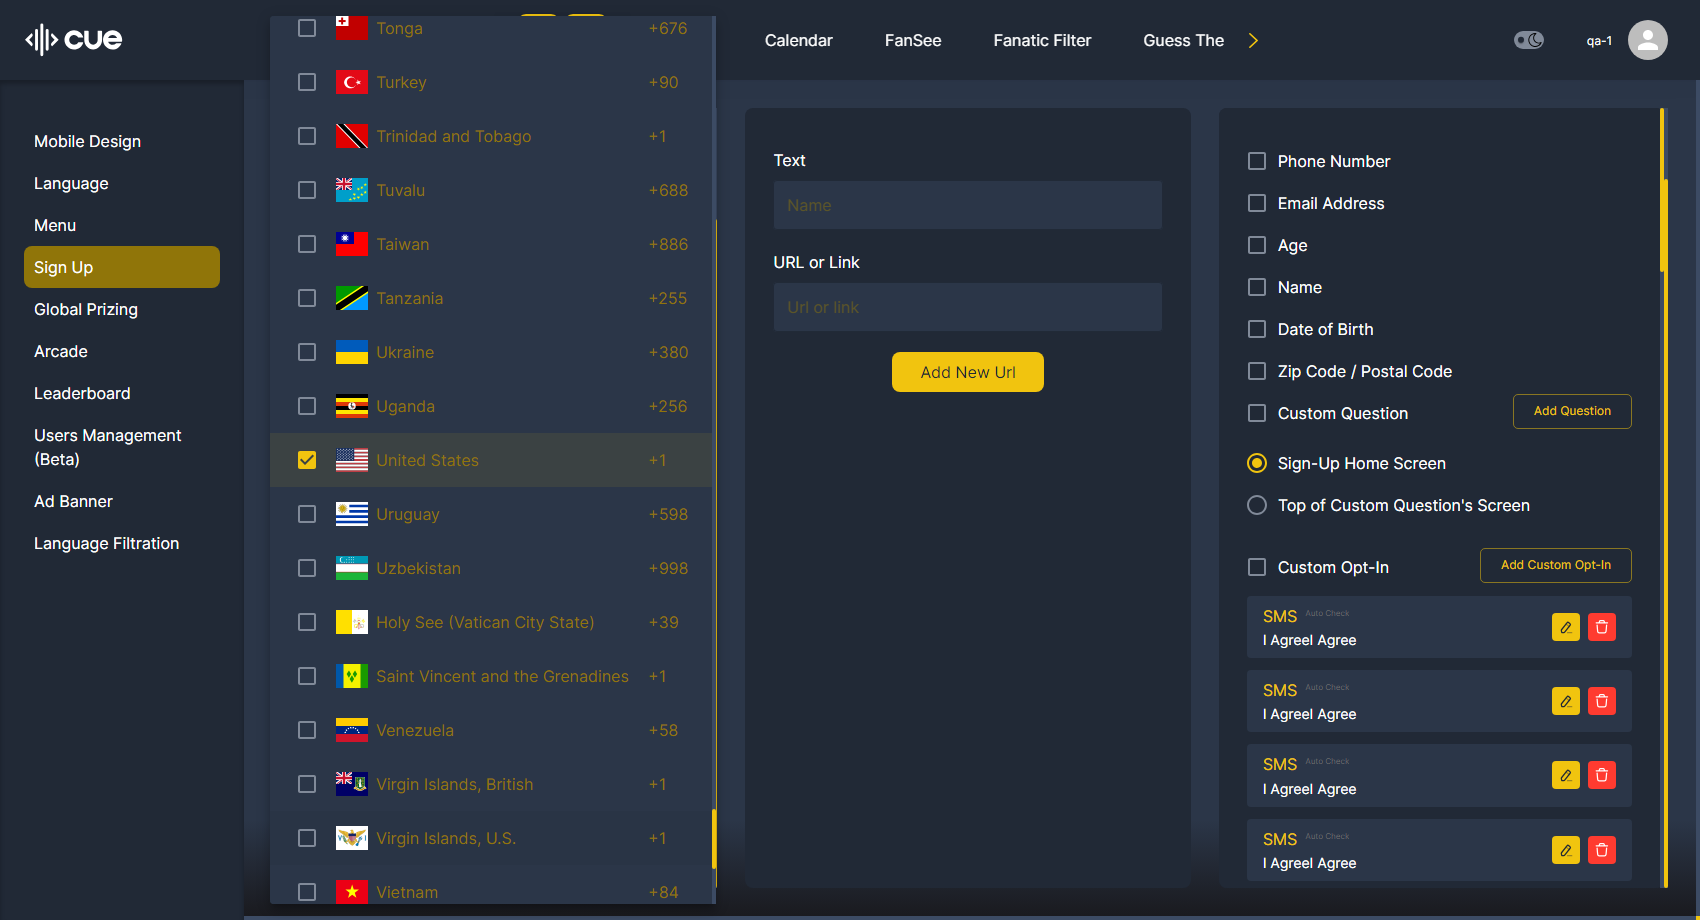 cue
Calendar
FanSee
Fanatic Filter
Guess The
qa-1
Mobile Design
Language
Menu
Sign Up
Global Prizing
Arcade
Leaderboard
Users Management
(Beta)
Ad Banner
Language Filtration
Tonga +676
Turkey +90
Trinidad and Tobago +1
Tuvalu +688
Taiwan +886
Tanzania +255
Ukraine +380
Uganda +256
United States +1
Uruguay +598
Uzbekistan +998
Holy See (Vatican City State) +39
Saint Vincent and the Grenadines +1
Venezuela +58
Virgin Islands, British +1
Virgin Islands, U.S. +1
Vietnam +84
Text
Name
URL or Link
Url or link
Add New Url
Phone Number
Email Address
Age
Name
Date of Birth
Zip Code / Postal Code
Custom Question
Add Question
Sign-Up Home Screen
Top of Custom Question's Screen
Custom Opt-In
Add Custom Opt-In
SMS Auto Check
I AgreeI Agree
SMS Auto Check
I AgreeI Agree
SMS Auto Check
I AgreeI Agree
SMS Auto Check
I AgreeI Agree